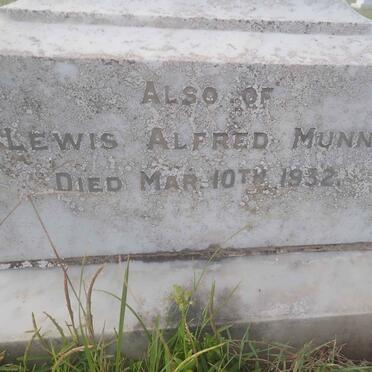 ALSO OF
LEWIS ALFRED MUNN
DIED MAR. 10TH 1932.